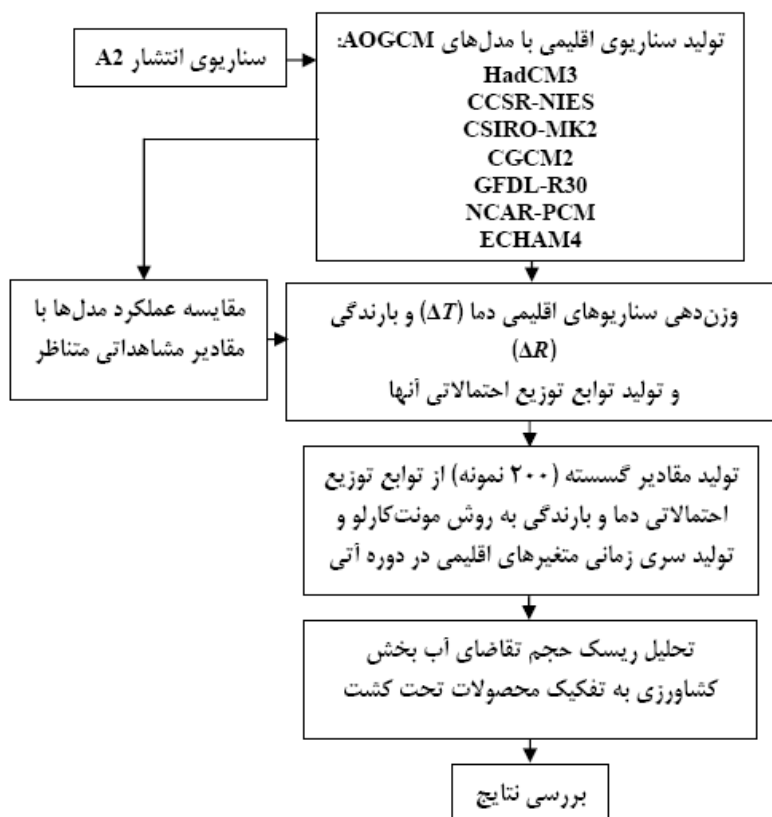 سناریوی انتشار A2
تولید سناریوی اقلیمی با مدل‌های AOGCM:
HadCM3
CCSR-NIES
CSIRO-MK2
CGCM2
GFDL-R30
NCAR-PCM
ECHAM4
مقایسه عملکرد مدل‌ها با
مقادیر مشاهداتی متناظر
وزن‌دهی سناریوهای اقلیمی دما (ΔT) و بارندگی
(ΔR)
و تولید توابع توزیع احتمالاتی آنها
تولید مقادیر گسسته (۲۰۰ نمونه) از توابع توزیع
احتمالاتی دما و بارندگی به روش مونت‌کارلو و
تولید سری زمانی متغیرهای اقلیمی در دوره آتی
تحلیل ریسک حجم تقاضای آب بخش
کشاورزی به تفکیک محصولات تحت کشت
بررسی نتایج